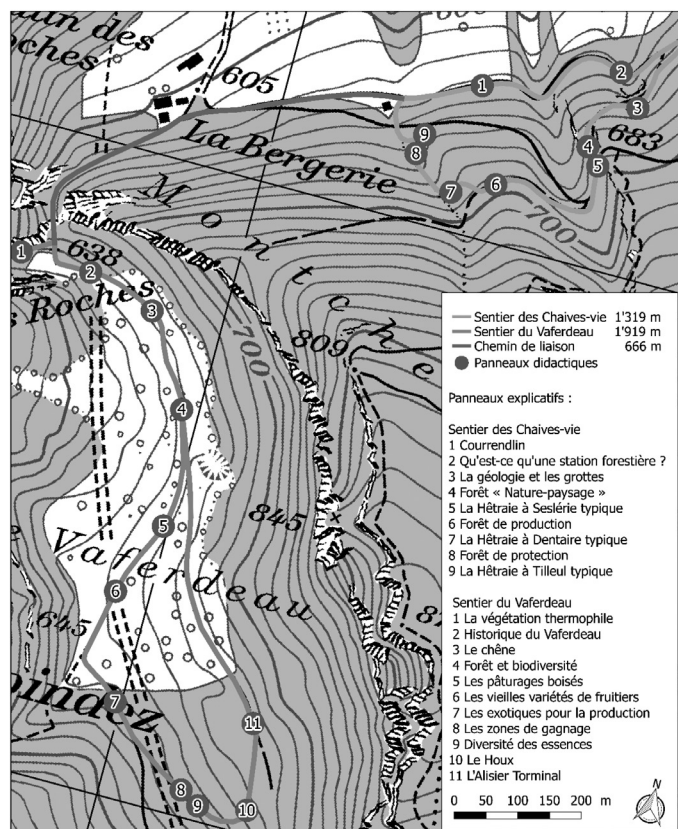 605
La Bergerie
1
2
3
4
5
683
9
8
7
6
700
Montchemin
1
638
2
Roches
3
700
809
4
845
5
Vaferdeau
6
645
7
11
8
9
10
Sentier des Chaives-vie 1'319 m
Sentier du Vaferdeau 1'919 m
Chemin de liaison 666 m
Panneaux didactiques
Panneaux explicatifs :
Sentier des Chaives-vie
1 Courrendlin
2 Qu'est-ce qu'une station forestière ?
3 La géologie et les grottes
4 Forêt « Nature-paysage »
5 La Hêtraie à Seslérie typique
6 Forêt de production
7 La Hêtraie à Dentaire typique
8 Forêt de protection
9 La Hêtraie à Tilleul typique
Sentier du Vaferdeau
1 La végétation thermophile
2 Historique du Vaferdeau
3 Le chêne
4 Forêt et biodiversité
5 Les pâturages boisés
6 Les vieilles variétés de fruitiers
7 Les exotiques pour la production
8 Les zones de gagnage
9 Diversité des essences
10 Le Houx
11 L'Alisier Torminal
N
0 50 100 150 200 m